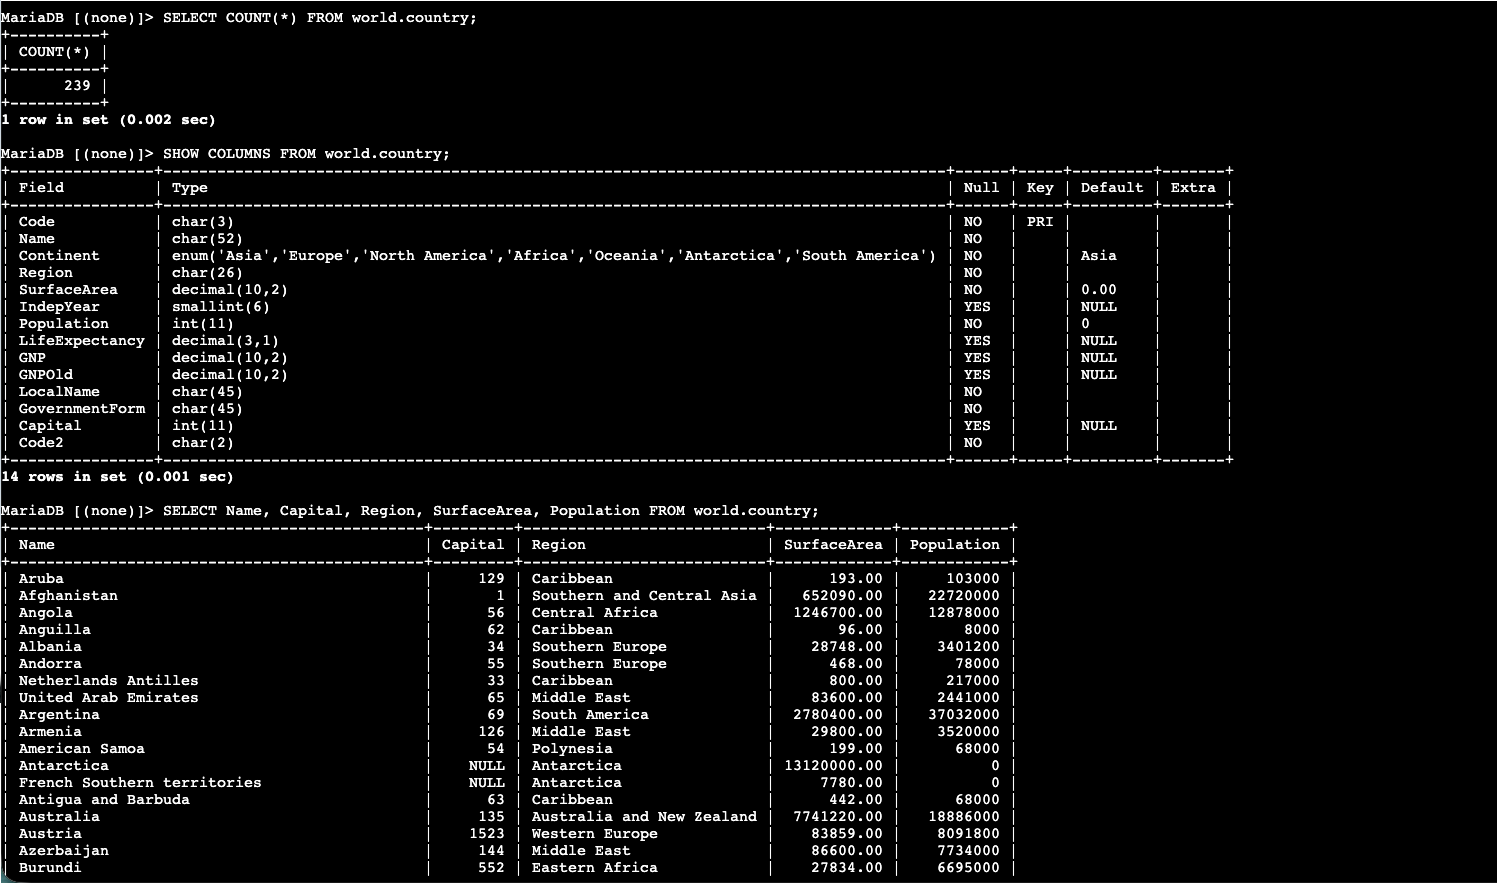 MariaDB [(none)]> SELECT COUNT(*) FROM world.country;
+----------+
| COUNT(*) |
+----------+
|      239 |
+----------+
1 row in set (0.002 sec)

MariaDB [(none)]> SHOW COLUMNS FROM world.country;
+----------------+---------------------------------------------------------------------------------------+------+-----+---------+-------+
| Field          | Type                                                                                  | Null | Key | Default | Extra |
+----------------+---------------------------------------------------------------------------------------+------+-----+---------+-------+
| Code           | char(3)                                                                               | NO   | PRI |         |       |
| Name           | char(52)                                                                              | NO   |     |         |       |
| Continent      | enum('Asia','Europe','North America','Africa','Oceania','Antarctica','South America') | NO   |     | Asia    |       |
| Region         | char(26)                                                                              | NO   |     |         |       |
| SurfaceArea    | decimal(10,2)                                                                         | NO   |     | 0.00    |       |
| IndepYear      | smallint(6)                                                                           | YES  |     | NULL    |       |
| Population     | int(11)                                                                               | NO   |     | 0       |       |
| LifeExpectancy | decimal(3,1)                                                                          | YES  |     | NULL    |       |
| GNP            | decimal(10,2)                                                                         | YES  |     | NULL    |       |
| GNPOld         | decimal(10,2)                                                                         | YES  |     | NULL    |       |
| LocalName      | char(45)                                                                              | NO   |     |         |       |
| GovernmentForm | char(45)                                                                              | NO   |     |         |       |
| Capital        | int(11)                                                                               | YES  |     | NULL    |       |
| Code2          | char(2)                                                                               | NO   |     |         |       |
+----------------+---------------------------------------------------------------------------------------+------+-----+---------+-------+
14 rows in set (0.001 sec)

MariaDB [(none)]> SELECT Name, Capital, Region, SurfaceArea, Population FROM world.country;
+----------------------------------------------+---------+---------------------------+-------------+------------+
| Name                                         | Capital | Region                    | SurfaceArea | Population |
+----------------------------------------------+---------+---------------------------+-------------+------------+
| Aruba                                        |     129 | Caribbean                 |      193.00 |     103000 |
| Afghanistan                                  |       1 | Southern and Central Asia |   652090.00 |   22720000 |
| Angola                                       |      56 | Central Africa            |  1246700.00 |   12878000 |
| Anguilla                                     |      62 | Caribbean                 |       96.00 |       8000 |
| Albania                                      |      34 | Southern Europe           |    28748.00 |    3401200 |
| Andorra                                      |      55 | Southern Europe           |      468.00 |      78000 |
| Netherlands Antilles                         |      33 | Caribbean                 |      800.00 |     217000 |
| United Arab Emirates                         |      65 | Middle East               |    83600.00 |    2441000 |
| Argentina                                    |      69 | South America             |  2780400.00 |   37032000 |
| Armenia                                      |     126 | Middle East               |    29800.00 |    3520000 |
| American Samoa                               |      54 | Polynesia                 |      199.00 |      68000 |
| Antarctica                                   |    NULL | Antarctica                | 13120000.00 |          0 |
| French Southern territories                  |    NULL | Antarctica                |     7780.00 |          0 |
| Antigua and Barbuda                          |      63 | Caribbean                 |      442.00 |      68000 |
| Australia                                    |     135 | Australia and New Zealand |  7741220.00 |   18886000 |
| Austria                                      |    1523 | Western Europe            |    83859.00 |    8091800 |
| Azerbaijan                                   |     144 | Middle East               |    86600.00 |    7734000 |
| Burundi                                      |     552 | Eastern Africa            |    27834.00 |    6695000 |